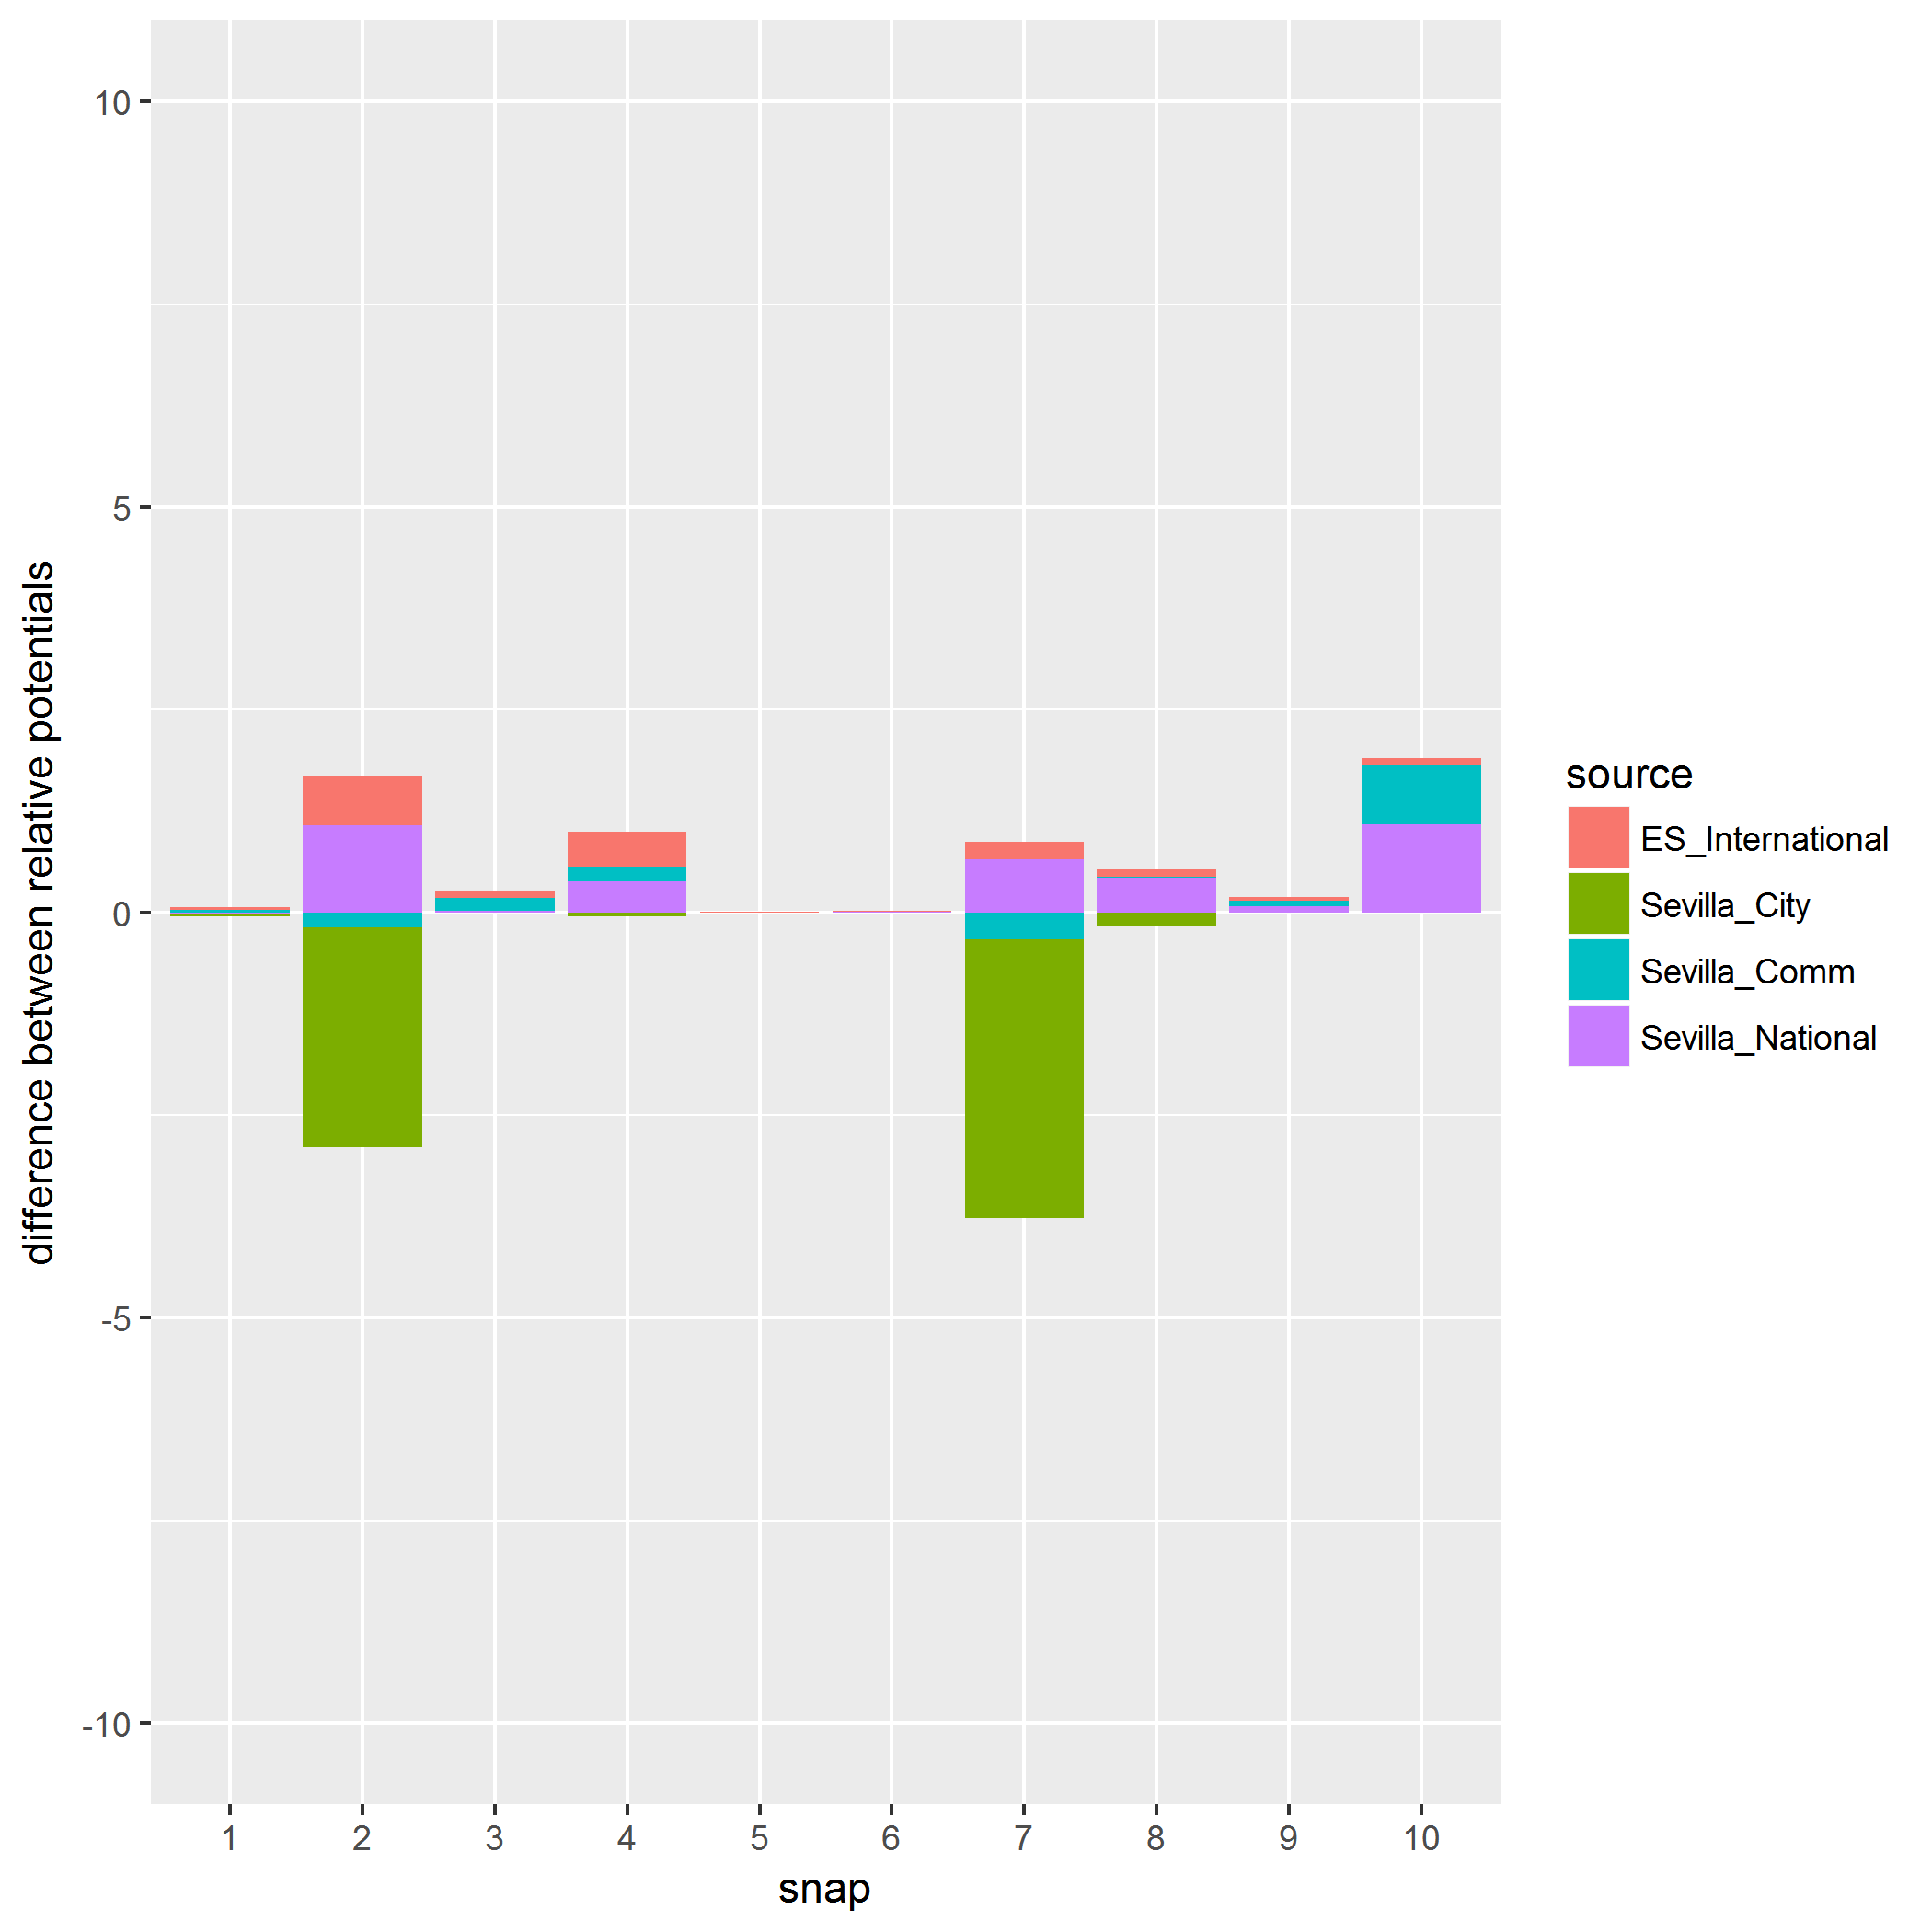 10
5
0
-5
-10
difference between relative potentials
1 2 3 4 5 6 7 8 9 10
snap
source
ES_International
Sevilla_City
Sevilla_Comm
Sevilla_National